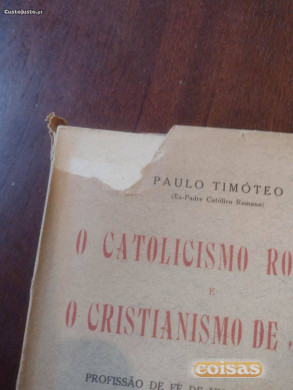 CustoJusto.pt
PAULO TIMÓTEO
(Ex-Padre Católico Romano)
O CATOLICISMO RO
E
O CRISTIANISMO DE
PROFISSÃO DE FÉ DE
coisas